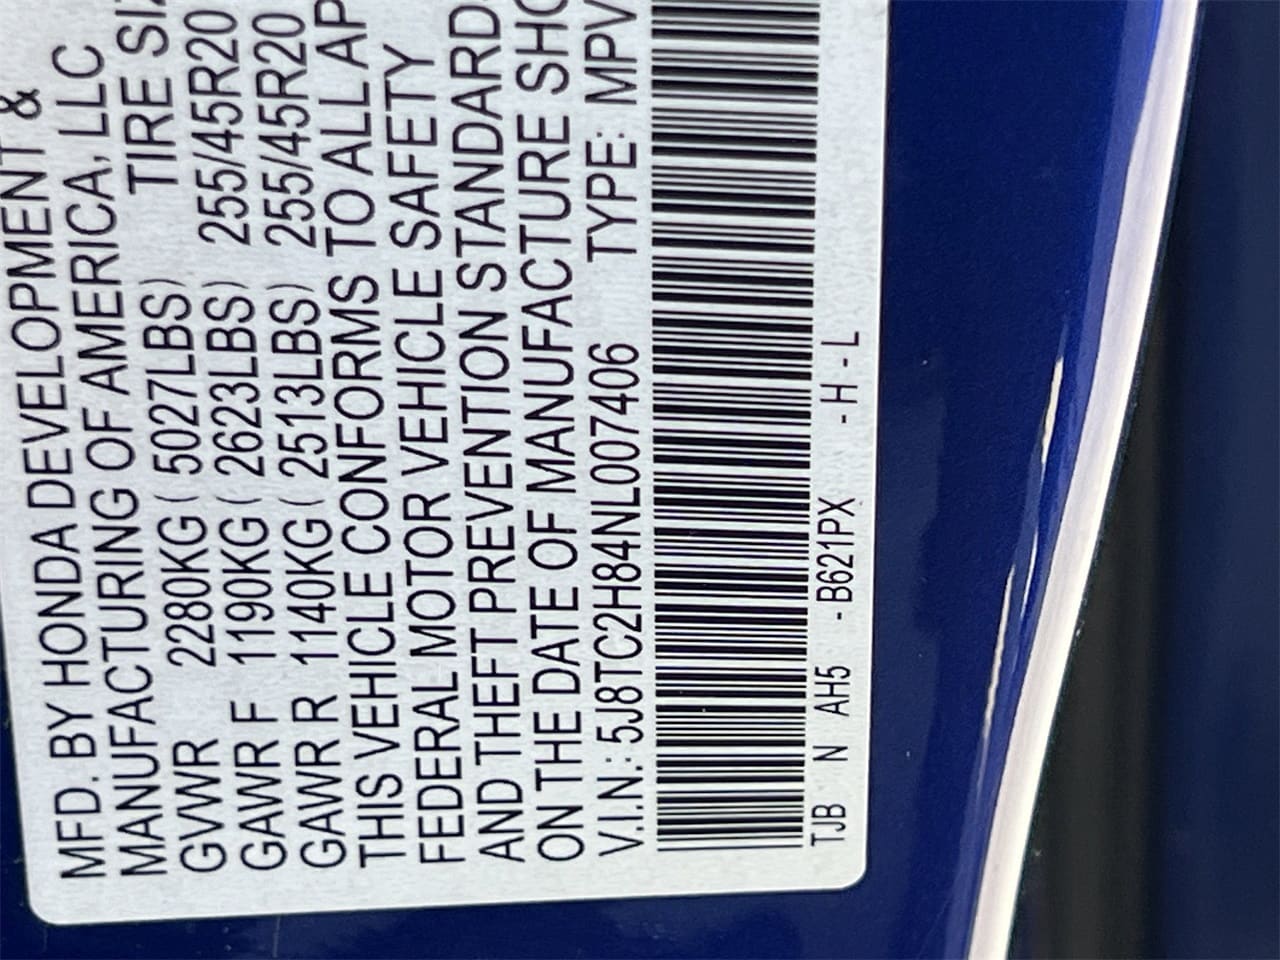 MFD. BY HONDA DEVELOPMENT &
MANUFACTURING OF AMERICA, LLC
TIRE SI
GVWR 2280KG ( 5027LBS) 
GAWR F 1190KG ( 2623LBS) 255/45R20
GAWR R 1140KG ( 2513LBS) 255/45R20
THIS VEHICLE CONFORMS TO ALL AP
FEDERAL MOTOR VEHICLE SAFETY
AND THEFT PREVENTION STANDARD
ON THE DATE OF MANUFACTURE SHO
V.I.N.: 5J8TC2H84NL007406 TYPE: MPV
TJB N AH5 - B621PX - H - L